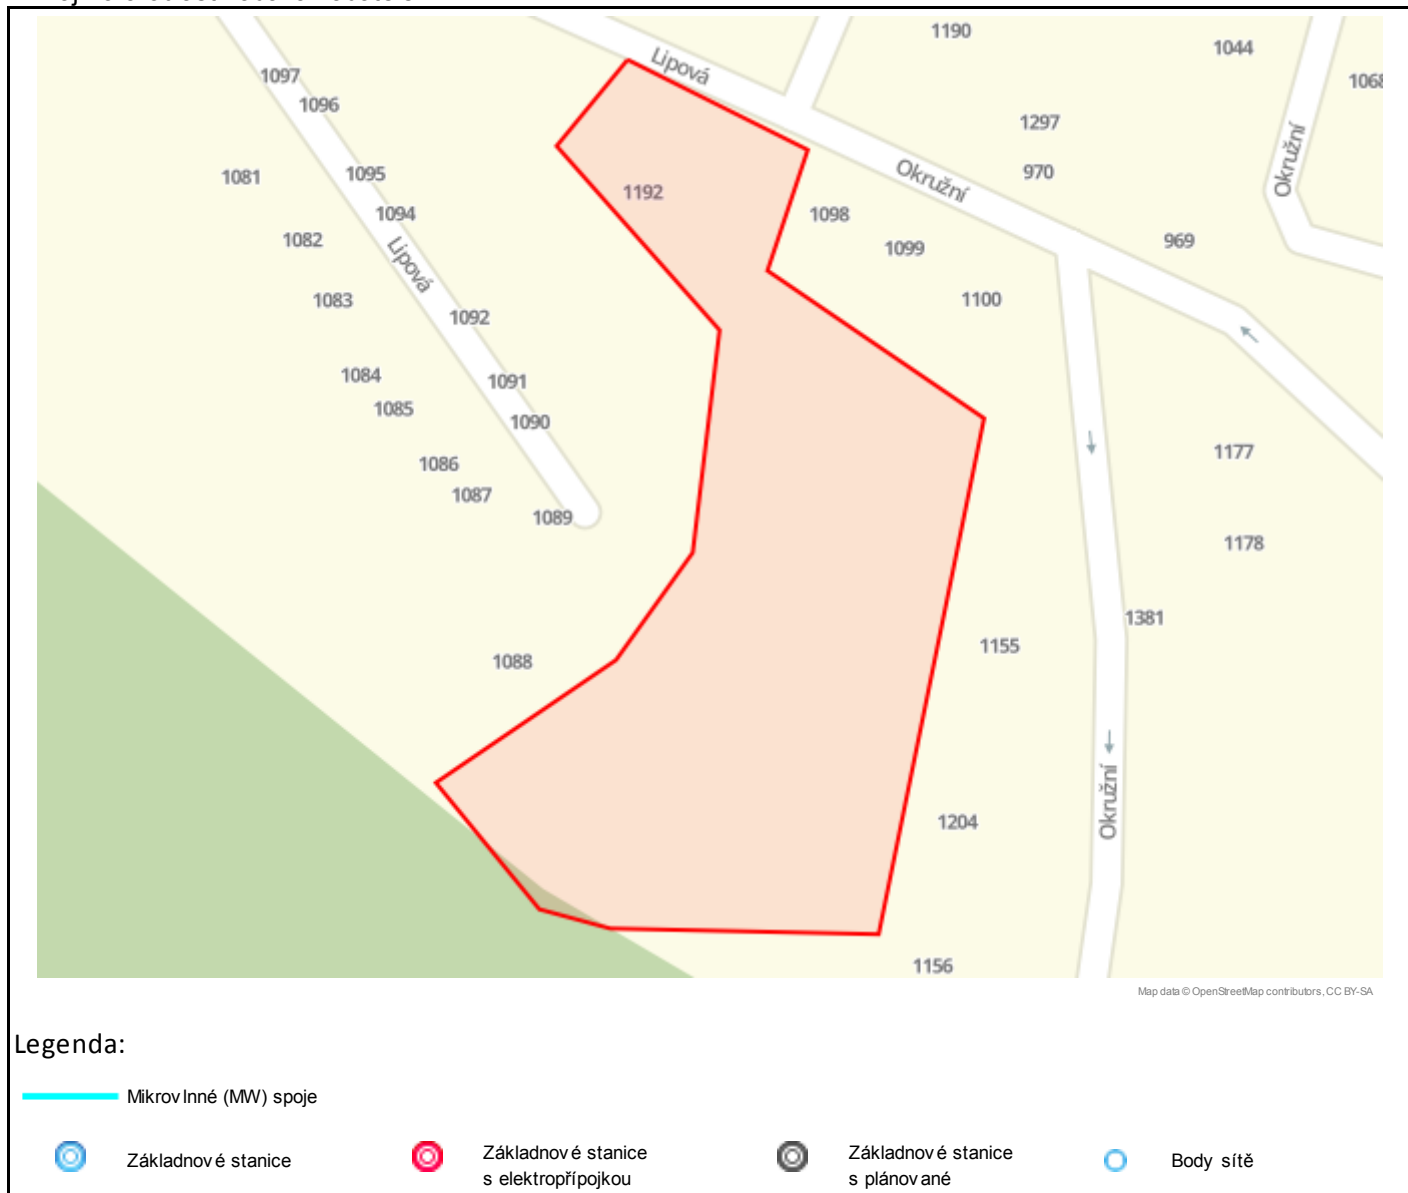 1190
1044
1068
Lipová
1097
1096
1297
970
Okružní
Okružní
1081
1095
1192
1094
1098
1082
Lipová
1099
969
1083
1092
1100
1084
1091
1085
1090
1086
1087
1089
1177
1178
1088
1155
1381
1204
Okružní
1156
Map data © OpenStreetMap contributors, CC BY-SA
Legenda:
Mikrovlnné (MW) spoje
Základnové stanice
Základnové stanice
s elektropřípojkou
Základnové stanice
s plánované
Body sítě